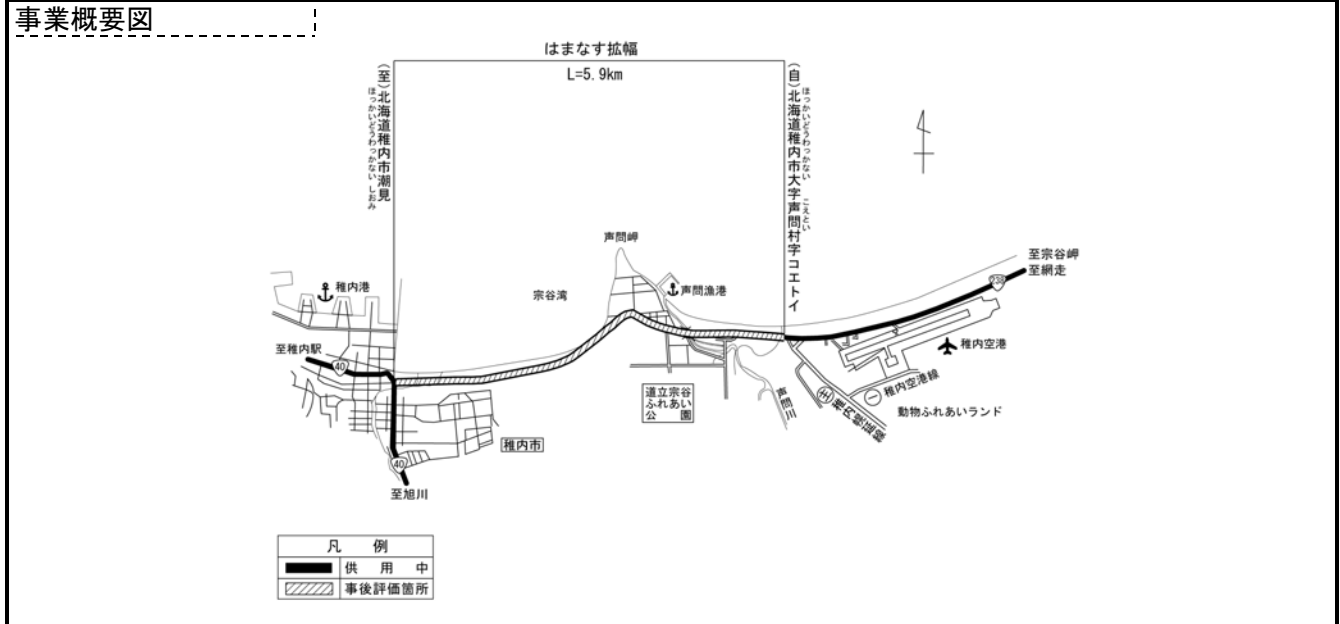 事業概要図
はまなす拡幅
L=5.9km
(至)北海道稚内市潮見
ほっかいどうわっかない しおみ
(自)北海道稚内市大字声問村字コエトイ
ほっかいどうわっかない こえとい
声問岬
至宗谷岬
至網走
238
稚内港
宗谷湾
声問漁港
至稚内駅
40
稚内空港
道立宗谷
ふれあい
公園
声問川
主 稚内幌延線
一 稚内空港線
動物ふれあいランド
稚内市
40
至旭川
凡 例
供 用 中
事後評価箇所